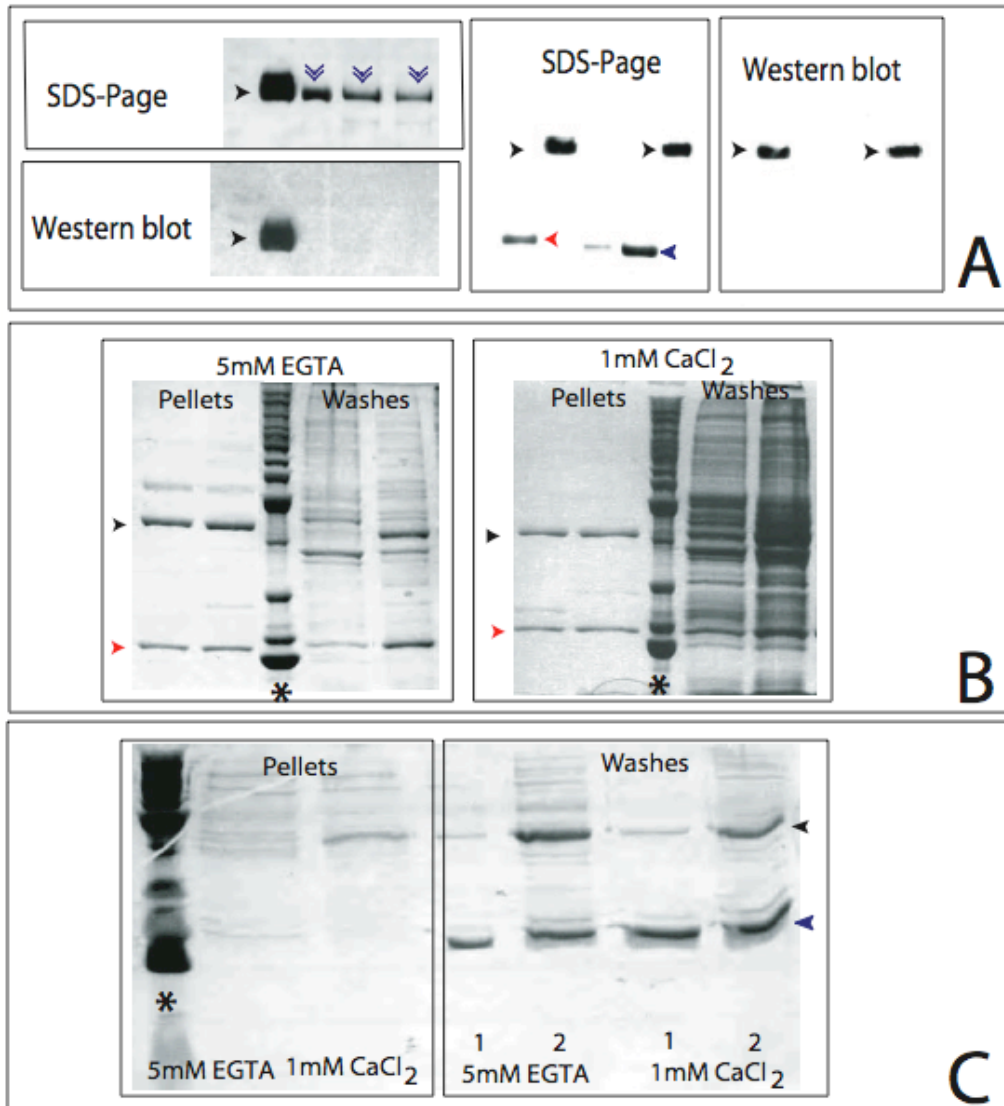 SDS-Page
Western blot
SDS-Page
Western blot
A
5mM EGTA
Pellets
Washes
*
1mM CaCl2
Pellets
Washes
*
B
Pellets
*
5mM EGTA
1mM CaCl2
Washes
1 2 1 2
5mM EGTA
1mM CaCl2
C